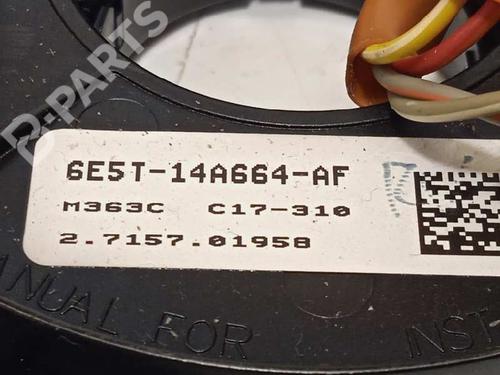 B-PARTS
6E5T-14A664-AF
M363C C17-310
2.7157.01958
MANUAL FOR INST